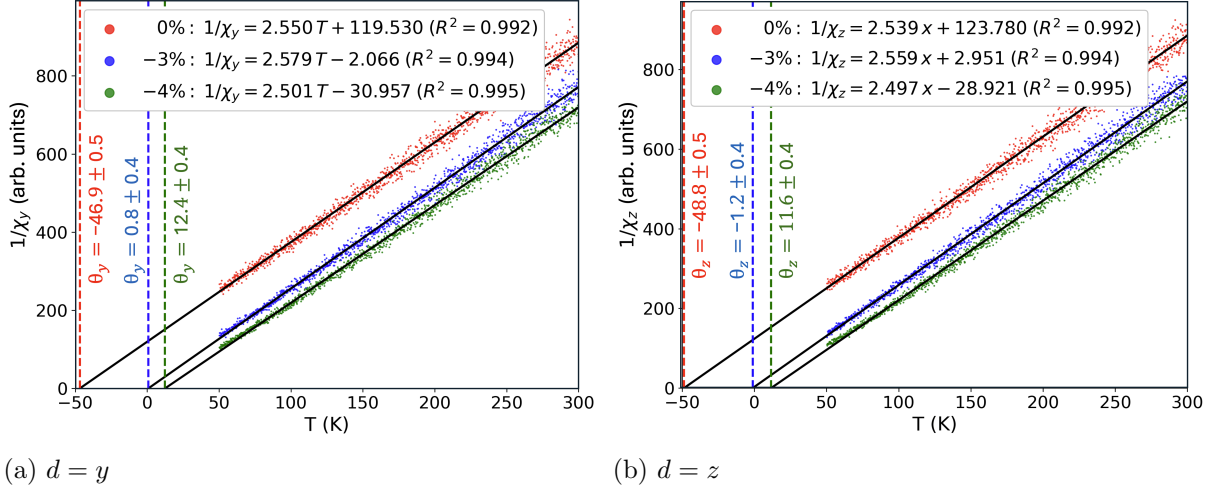 0% : 1/χy = 2.550 T + 119.530 (R² = 0.992)
−3% : 1/χy = 2.579 T − 2.066 (R² = 0.994)
−4% : 1/χy = 2.501 T − 30.957 (R² = 0.995)
θy = −46.9 ± 0.5
θy = 0.8 ± 0.4
θy = 12.4 ± 0.4
1/χy (arb. units)
800
600
400
200
0
−50 0 50 100 150 200 250 300
T (K)
(a) d = y
0% : 1/χz = 2.539 x + 123.780 (R² = 0.992)
−3% : 1/χz = 2.559 x + 2.951 (R² = 0.994)
−4% : 1/χz = 2.497 x − 28.921 (R² = 0.995)
θz = −48.8 ± 0.5
θz = −1.2 ± 0.4
θz = 11.6 ± 0.4
1/χz (arb. units)
800
600
400
200
0
−50 0 50 100 150 200 250 300
T (K)
(b) d = z